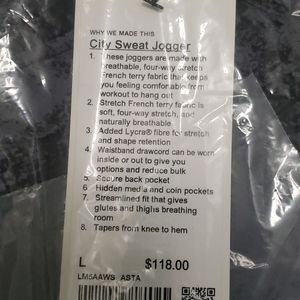 WHY WE MADE THIS
City Sweat Jogger
1. These joggers are made with
breathable, four-way stretch
French terry fabric that keeps
you feeling comfortable from
workout to hang out
2. Stretch French terry fabric is
soft, four-way stretch, and
naturally breathable
3. Added Lycra® fibre for stretch
and shape retention
4. Waistband drawcord can be worn
inside or out to give you
options and reduce bulk
5. Secure back pocket
6. Hidden media and coin pockets
7. Streamlined fit that gives
glutes and thighs breathing
room
8. Tapers from knee to hem
L $118.00
LM5AAWS ASTA